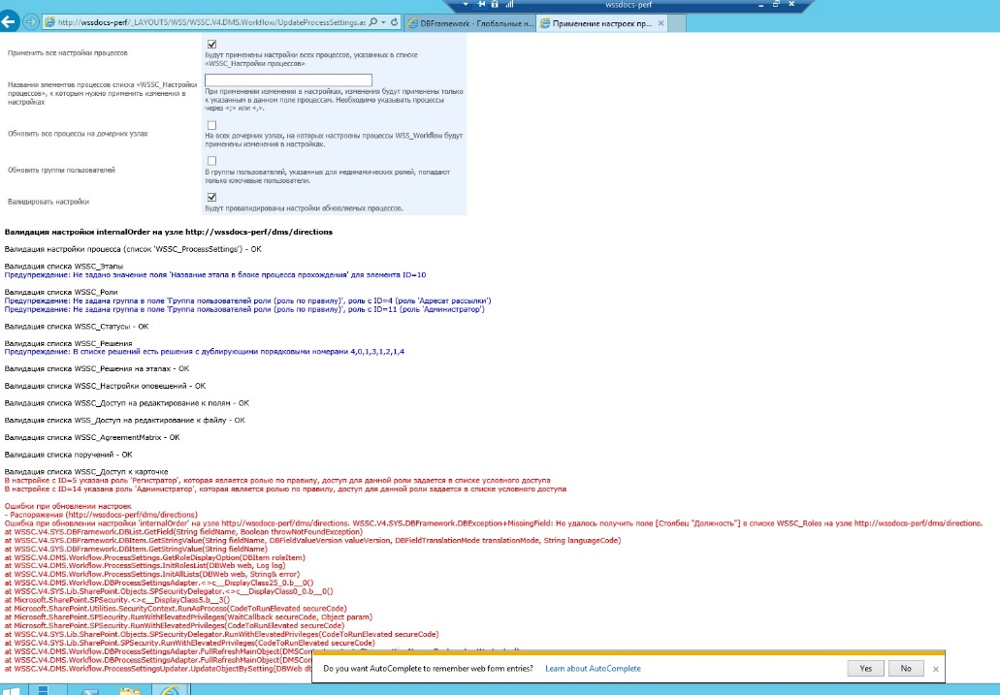 wssdocs-perf
http://wssdocs-perf/_LAYOUTS/WSS/WSSC.V4.DMS.Workflow/UpdateProcessSettings.as
DBFramework - Глобальные н...
Применение настроек пр...
Применить все настройки процессов
Будут применены настройки всех процессов, указанных в списке
«WSSC_Настройки процессов»
Названия элементов процессов списка «WSSC_Настройки
процессов», к которым нужно применить изменения в
настройках
При применении изменения в настройках, изменения будут применены только
к указанным в данном поле процессам. Необходимо указывать процессы
через «;» или «,».
Обновить все процессы на дочерних узлах
На всех дочерних узлах, на которых настроены процессы WSS_Workflow будут
применены изменения в настройках.
Обновить группы пользователей
В группы пользователей, указанных для нединамических ролей, попадают
только ключевые пользователи.
Валидировать настройки
Будут провалидированы настройки обновляемых процессов.
Валидация настройки internalOrder на узле http://wssdocs-perf/dms/directions
Валидация настройки процесса (список 'WSSC_ProcessSettings') - OK
Валидация списка WSSC_Этапы
Предупреждение: Не задано значение поля 'Название этапа в блоке процесса прохождения' для элемента ID=10
Валидация списка WSSC_Роли
Предупреждение: Не задана группа в поле 'Группа пользователей роли (роль по правилу)', роль с ID=4 (роль 'Адресат рассылки')
Предупреждение: Не задана группа в поле 'Группа пользователей роли (роль по правилу)', роль с ID=11 (роль 'Администратор')
Валидация списка WSSC_Статусы - OK
Валидация списка WSSC_Решения
Предупреждение: В списке решений есть решения с дублирующими порядковыми номерами 4,0,1,3,1,2,1,4
Валидация списка WSSC_Решения на этапах - OK
Валидация списка WSSC_Настройки оповещений - OK
Валидация списка WSSC_Доступ на редактирование к полям - OK
Валидация списка WSS_Доступ на редактирование к файлу - OK
Валидация списка WSSC_AgreementMatrix - OK
Валидация списка поручений - OK
Валидация списка WSSC_Доступ к карточке
В настройке с ID=5 указана роль 'Регистратор', которая является ролью по правилу, доступ для данной роли задается в списке условного доступа
В настройке с ID=14 указана роль 'Администратор', которая является ролью по правилу, доступ для данной роли задается в списке условного доступа
Ошибки при обновлении настроек
- Распоряжения (http://wssdocs-perf/dms/directions)
Ошибка при обновлении настройки 'internalOrder' на узле http://wssdocs-perf/dms/directions. WSSC.V4.SYS.DBFramework.DBException+MissingField: Не удалось получить поле [Столбец "Должность"] в списке WSSC_Roles на узле http://wssdocs-perf/dms/directions.
at WSSC.V4.SYS.DBFramework.DBList.GetField(String fieldName, Boolean throwNotFoundException)
at WSSC.V4.SYS.DBFramework.DBItem.GetStringValue(String fieldName, DBFieldValueVersion valueVersion, DBFieldTranslationMode translationMode, String languageCode)
at WSSC.V4.SYS.DBFramework.DBItem.GetStringValue(String fieldName)
at WSSC.V4.DMS.Workflow.ProcessSettings.GetRoleDisplayOption(DBItem roleItem)
at WSSC.V4.DMS.Workflow.ProcessSettings.InitRolesList(DBWeb web, Log log)
at WSSC.V4.DMS.Workflow.ProcessSettings.InitAllLists(DBWeb web, String& error)
at WSSC.V4.DMS.Workflow.DBProcessSettingsAdapter.<>c__DisplayClass25_0.b__0()
at WSSC.V4.SYS.Lib.SharePoint.Objects.SPSecurityDelegator.<>c__DisplayClass0_0.b__0()
at Microsoft.SharePoint.SPSecurity.<>c__DisplayClass5.b__3()
at Microsoft.SharePoint.Utilities.SecurityContext.RunAsProcess(CodeToRunElevated secureCode)
at Microsoft.SharePoint.SPSecurity.RunWithElevatedPrivileges(WaitCallback secureCode, Object param)
at Microsoft.SharePoint.SPSecurity.RunWithElevatedPrivileges(CodeToRunElevated secureCode)
at WSSC.V4.SYS.Lib.SharePoint.Objects.SPSecurityDelegator.RunWithElevatedPrivileges(CodeToRunElevated secureCode)
at WSSC.V4.SYS.Lib.SharePoint.SPSecurity.RunWithElevatedPrivileges(CodeToRunElevated secureCode)
at WSSC.V4.DMS.Workflow.DBProcessSettingsAdapter.FullRefreshMainObject(DMSCon
at WSSC.V4.DMS.Workflow.DBProcessSettingsAdapter.FullRefreshMainObject(DMSCon
at WSSC.V4.DMS.Workflow.ProcessSettingsUpdater.UpdateObjectBySetting(DBWeb db
Do you want AutoComplete to remember web form entries? Learn about AutoComplete
Yes
No